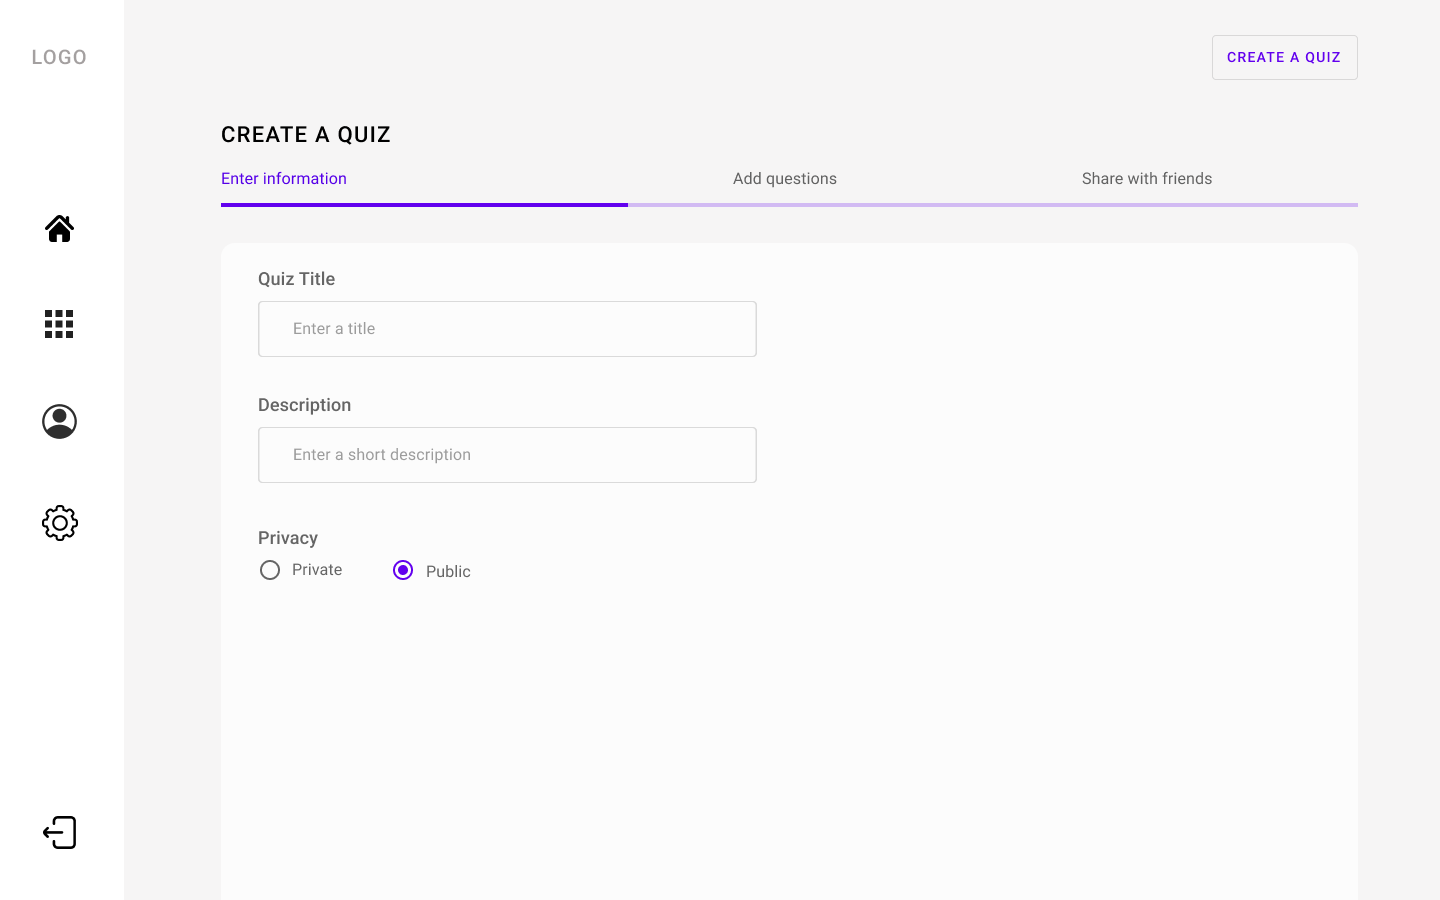 LOGO
CREATE A QUIZ
CREATE A QUIZ
Enter information
Add questions
Share with friends
Quiz Title
Enter a title
Description
Enter a short description
Privacy
Private
Public